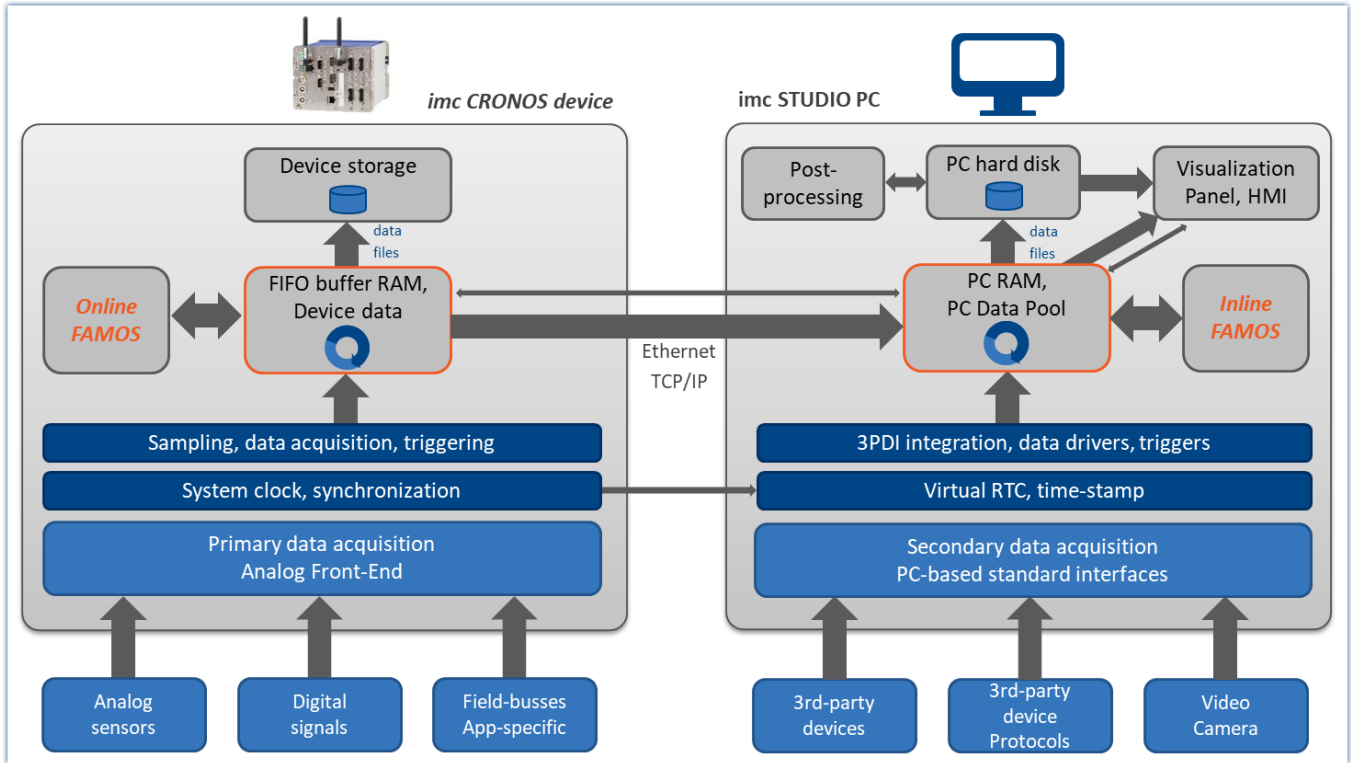 imc CRONOS device
Device storage
data
files
Online
FAMOS
FIFO buffer RAM,
Device data
Sampling, data acquisition, triggering
System clock, synchronization
Primary data acquisition
Analog Front-End
Analog
sensors
Digital
signals
Field-busses
App-specific
Ethernet
TCP/IP
imc STUDIO PC
Post-
processing
PC hard disk
Visualization
Panel, HMI
data
files
PC RAM,
PC Data Pool
Inline
FAMOS
3PDI integration, data drivers, triggers
Virtual RTC, time-stamp
Secondary data acquisition
PC-based standard interfaces
3rd-party
devices
3rd-party
device
Protocols
Video
Camera